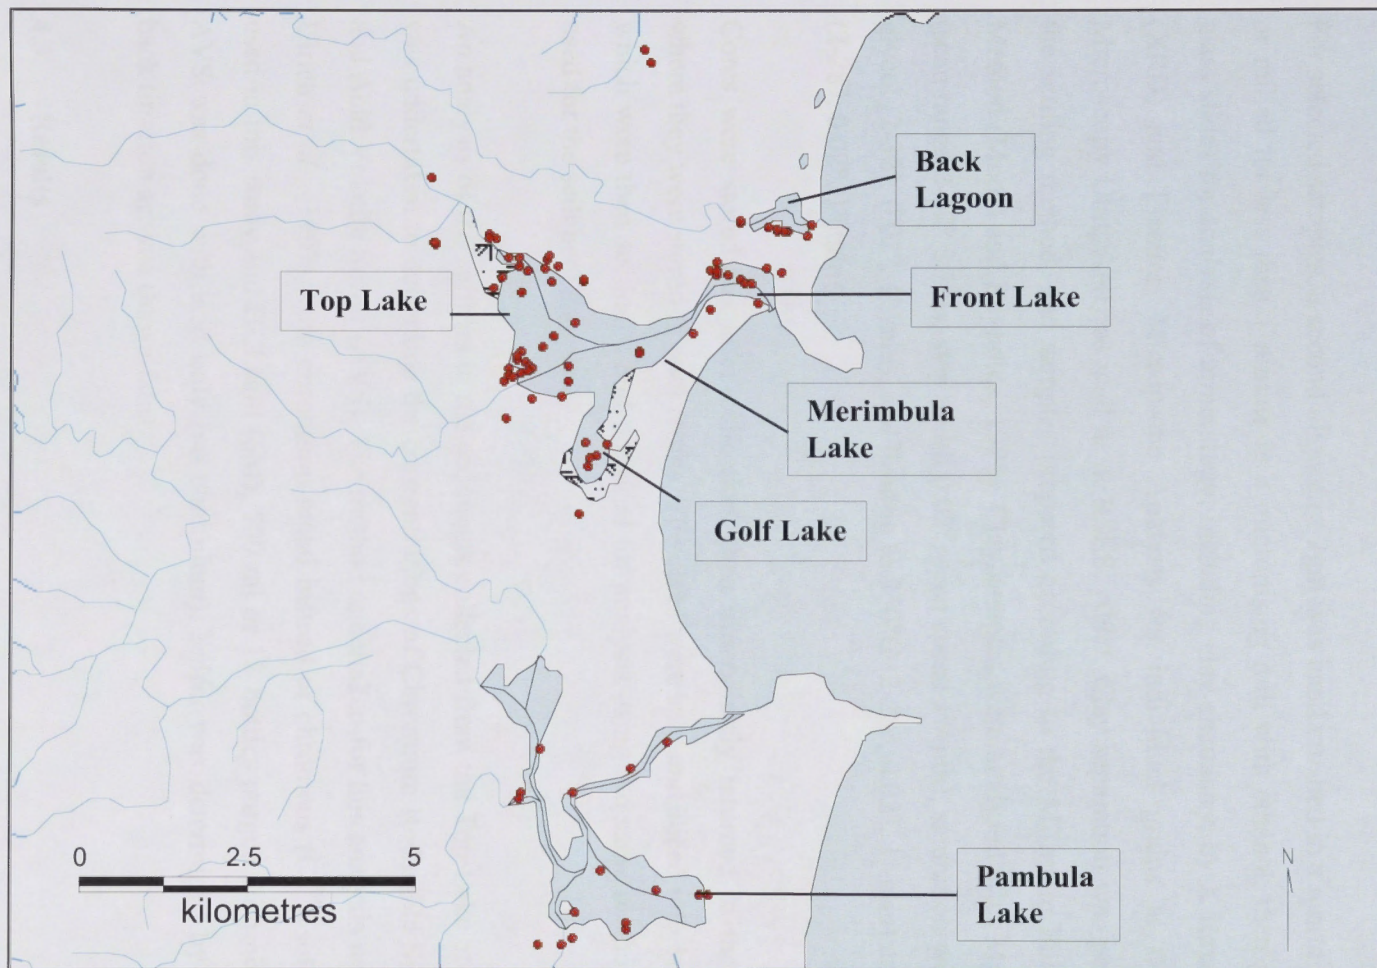 Back
Lagoon
Top Lake
Front Lake
Merimbula
Lake
Golf Lake
0 2.5 5
kilometres
Pambula
Lake
N